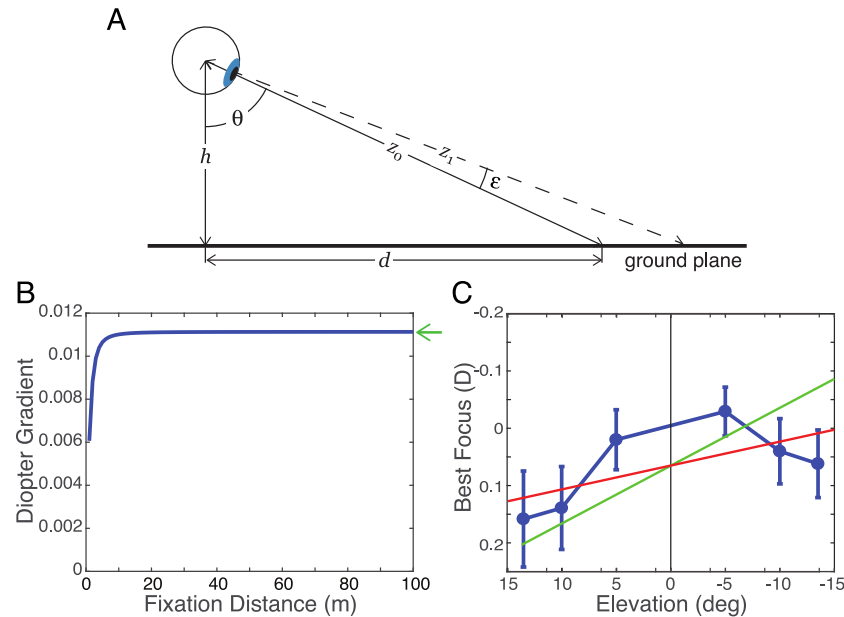 A
θ
h
z₀
z₁
ε
d
ground plane
B
0.012
0.01
0.008
0.006
0.004
0.002
0
0 20 40 60 80 100
Diopter Gradient
Fixation Distance (m)
C
-0.2
-0.1
0
0.1
0.2
15 10 5 0 -5 -10 -15
Best Focus (D)
Elevation (deg)